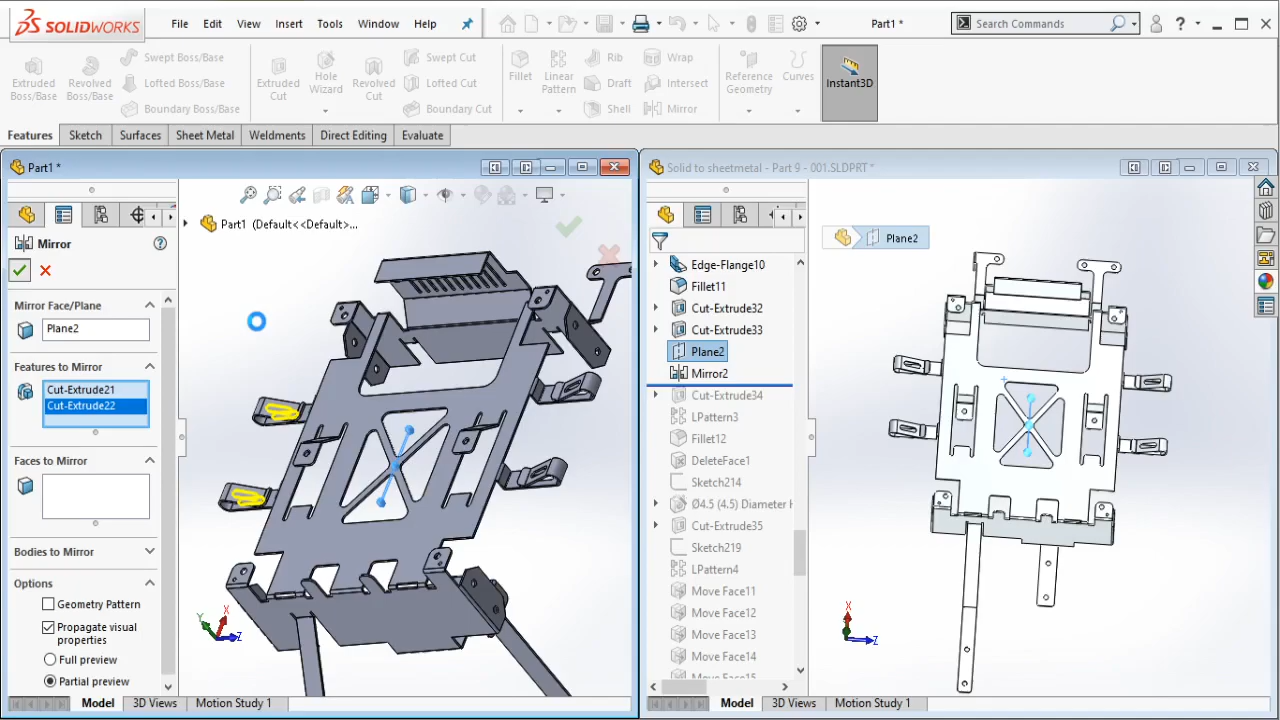 SOLIDWORKS
File Edit View Insert Tools Window Help
Part1 *
Search Commands
?
Extruded Boss/Base
Revolved Boss/Base
Swept Boss/Base
Lofted Boss/Base
Boundary Boss/Base
Extruded Cut
Hole Wizard
Revolved Cut
Swept Cut
Lofted Cut
Boundary Cut
Fillet
Linear Pattern
Rib
Draft
Shell
Wrap
Intersect
Mirror
Reference Geometry
Curves
Instant3D
Features Sketch Surfaces Sheet Metal Weldments Direct Editing Evaluate
Part1 *
Part1 (Default<<Default>...
Mirror
?
Mirror Face/Plane
Plane2
Features to Mirror
Cut-Extrude21
Cut-Extrude22
Faces to Mirror
Bodies to Mirror
Options
Geometry Pattern
Propagate visual
properties
Full preview
Partial preview
Y X Z
Model 3D Views Motion Study 1
Solid to sheetmetal - Part 9 - 001.SLDPRT *
Plane2
Edge-Flange10
Fillet11
Cut-Extrude32
Cut-Extrude33
Plane2
Mirror2
Cut-Extrude34
LPattern3
Fillet12
DeleteFace1
Sketch214
Ø4.5 (4.5) Diameter H
Cut-Extrude35
Sketch219
LPattern4
Move Face11
Move Face12
Move Face13
Move Face14
Move Face15
X Z
Model 3D Views Motion Study 1